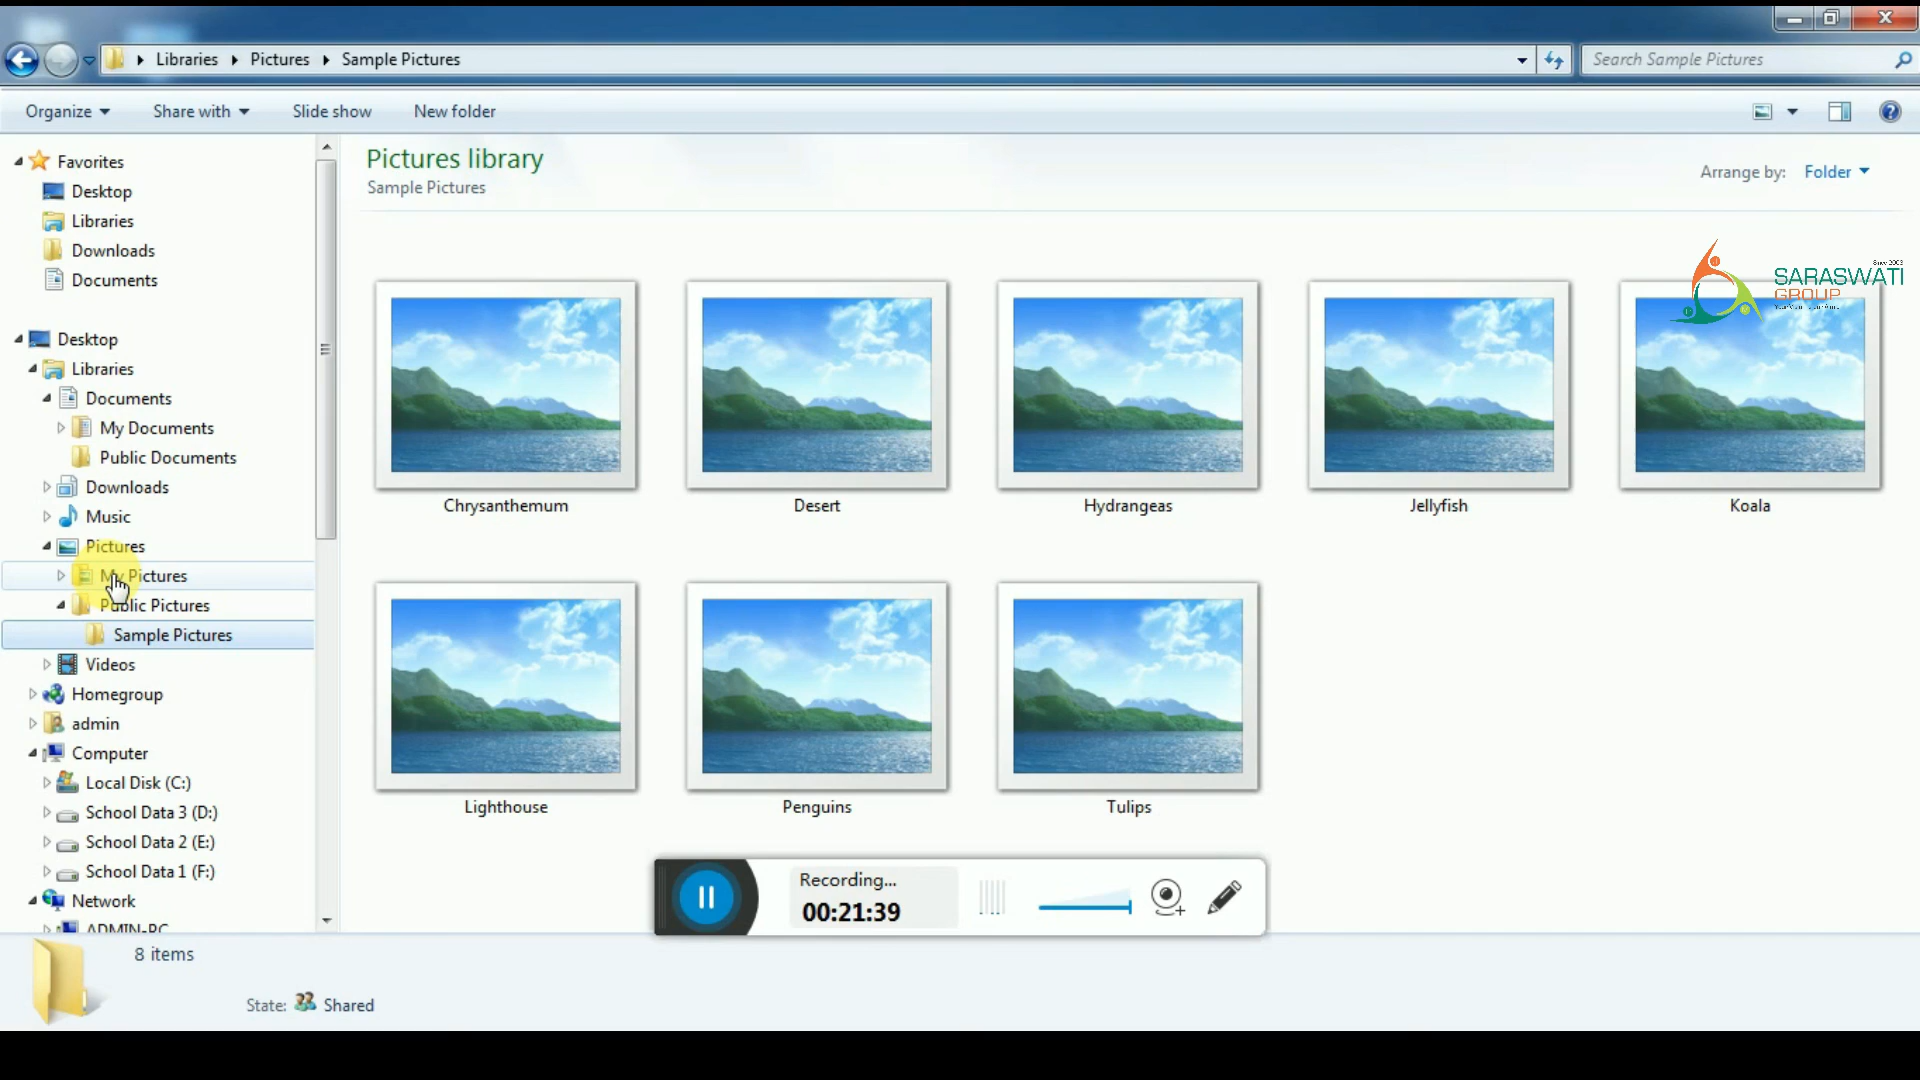 Libraries Pictures Sample Pictures
Search Sample Pictures
Organize Share with Slide show New folder
Favorites
Desktop
Libraries
Downloads
Documents
Desktop
Libraries
Documents
My Documents
Public Documents
Downloads
Music
Pictures
My Pictures
Public Pictures
Sample Pictures
Videos
Homegroup
admin
Computer
Local Disk (C:)
School Data 3 (D:)
School Data 2 (E:)
School Data 1 (F:)
Network
ADMIN-PC
Pictures library
Sample Pictures
Arrange by: Folder
Since 2003
SARASWATI
GROUP
Chrysanthemum Desert Hydrangeas Jellyfish Koala
Lighthouse Penguins Tulips
Recording...
00:21:39
8 items
State: Shared